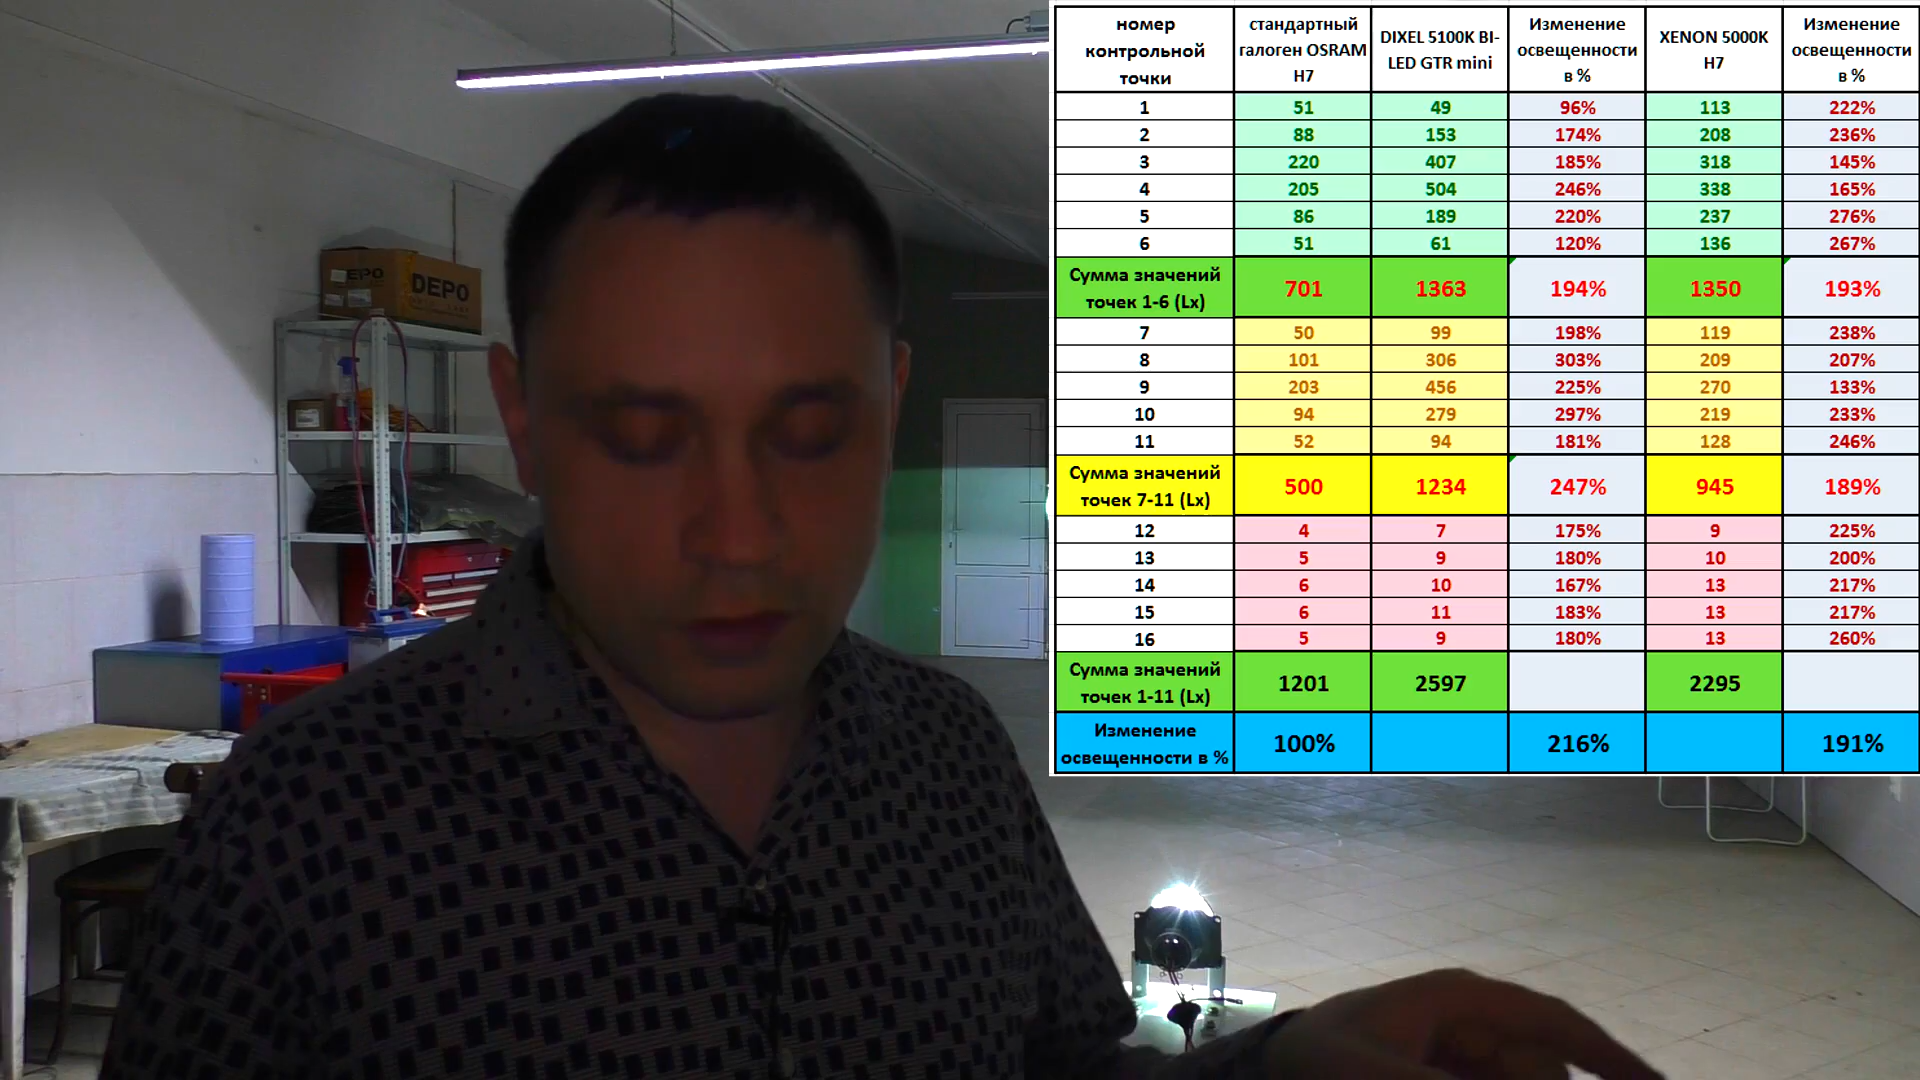 номер контрольной точки | стандартный галоген OSRAM H7 | DIXEL 5100K BI-LED GTR mini | Изменение освещенности в % | XENON 5000K H7 | Изменение освещенности в %
1 | 51 | 49 | 96% | 113 | 222%
2 | 88 | 153 | 174% | 208 | 236%
3 | 220 | 407 | 185% | 318 | 145%
4 | 205 | 504 | 246% | 338 | 165%
5 | 86 | 189 | 220% | 237 | 276%
6 | 51 | 61 | 120% | 136 | 267%
Сумма значений точек 1-6 (Lx) | 701 | 1363 | 194% | 1350 | 193%
7 | 50 | 99 | 198% | 119 | 238%
8 | 101 | 306 | 303% | 209 | 207%
9 | 203 | 456 | 225% | 270 | 133%
10 | 94 | 279 | 297% | 219 | 233%
11 | 52 | 94 | 181% | 128 | 246%
Сумма значений точек 7-11 (Lx) | 500 | 1234 | 247% | 945 | 189%
12 | 4 | 7 | 175% | 9 | 225%
13 | 5 | 9 | 180% | 10 | 200%
14 | 6 | 10 | 167% | 13 | 217%
15 | 6 | 11 | 183% | 13 | 217%
16 | 5 | 9 | 180% | 13 | 260%
Сумма значений точек 1-11 (Lx) | 1201 | 2597 | | 2295 |
Изменение освещенности в % | 100% | | 216% | | 191%
DEPO